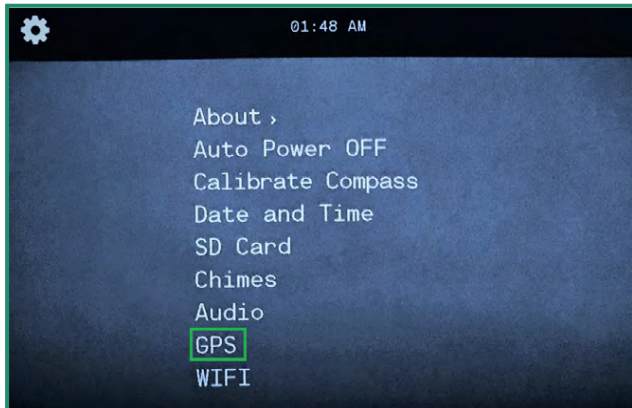 01:48 AM
About ›
Auto Power OFF
Calibrate Compass
Date and Time
SD Card
Chimes
Audio
GPS
WIFI